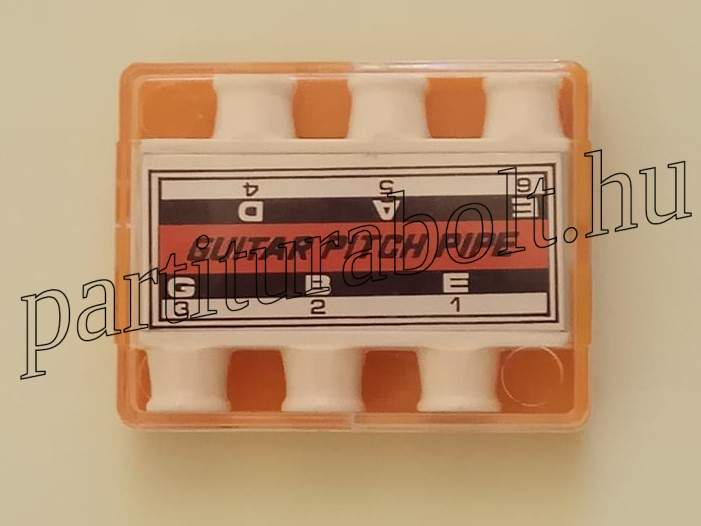 4 5 6
D A E
GUITAR PITCH PIPE
G B E
3 2 1
partiturabolt.hu